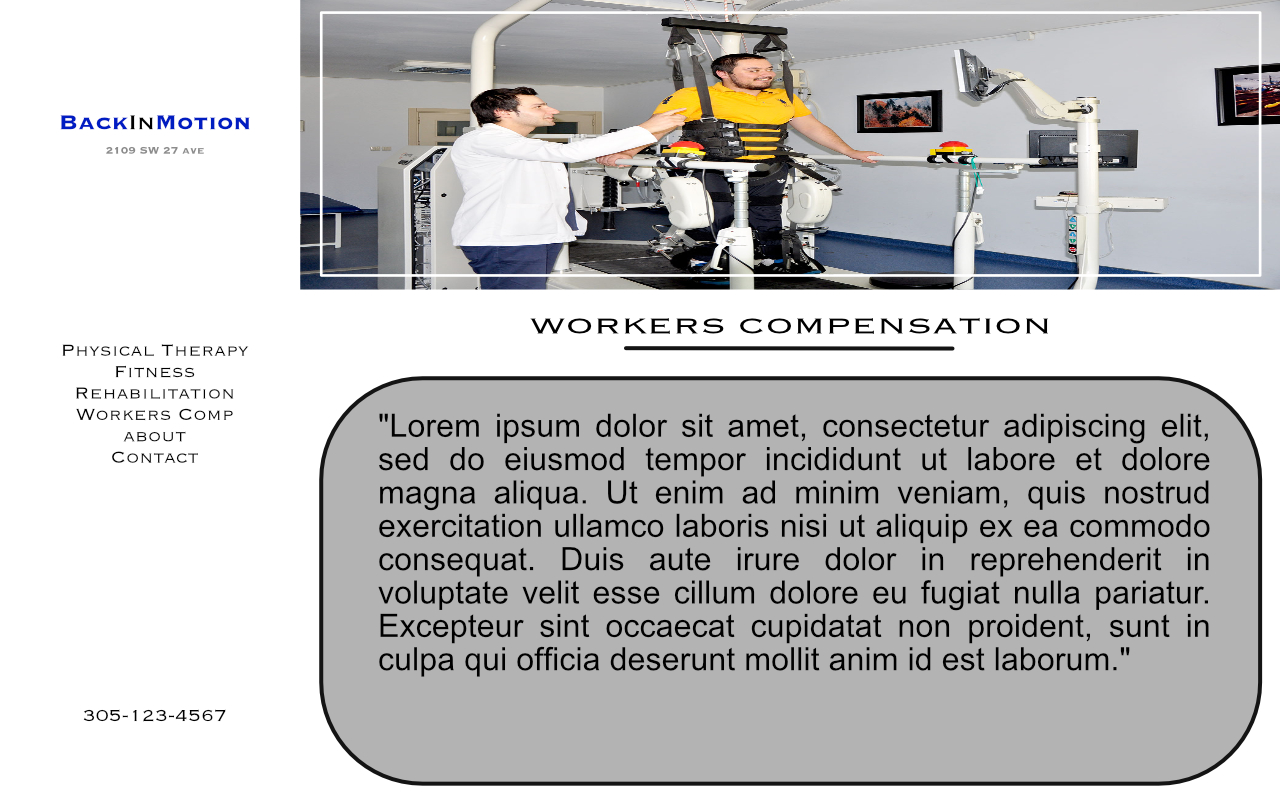 BACKINMOTION
2109 SW 27 AVE
PHYSICAL THERAPY
FITNESS
REHABILITATION
WORKERS COMP
ABOUT
CONTACT
305-123-4567
WORKERS COMPENSATION
"Lorem ipsum dolor sit amet, consectetur adipiscing elit,
sed do eiusmod tempor incididunt ut labore et dolore
magna aliqua. Ut enim ad minim veniam, quis nostrud
exercitation ullamco laboris nisi ut aliquip ex ea commodo
consequat. Duis aute irure dolor in reprehenderit in
voluptate velit esse cillum dolore eu fugiat nulla pariatur.
Excepteur sint occaecat cupidatat non proident, sunt in
culpa qui officia deserunt mollit anim id est laborum."